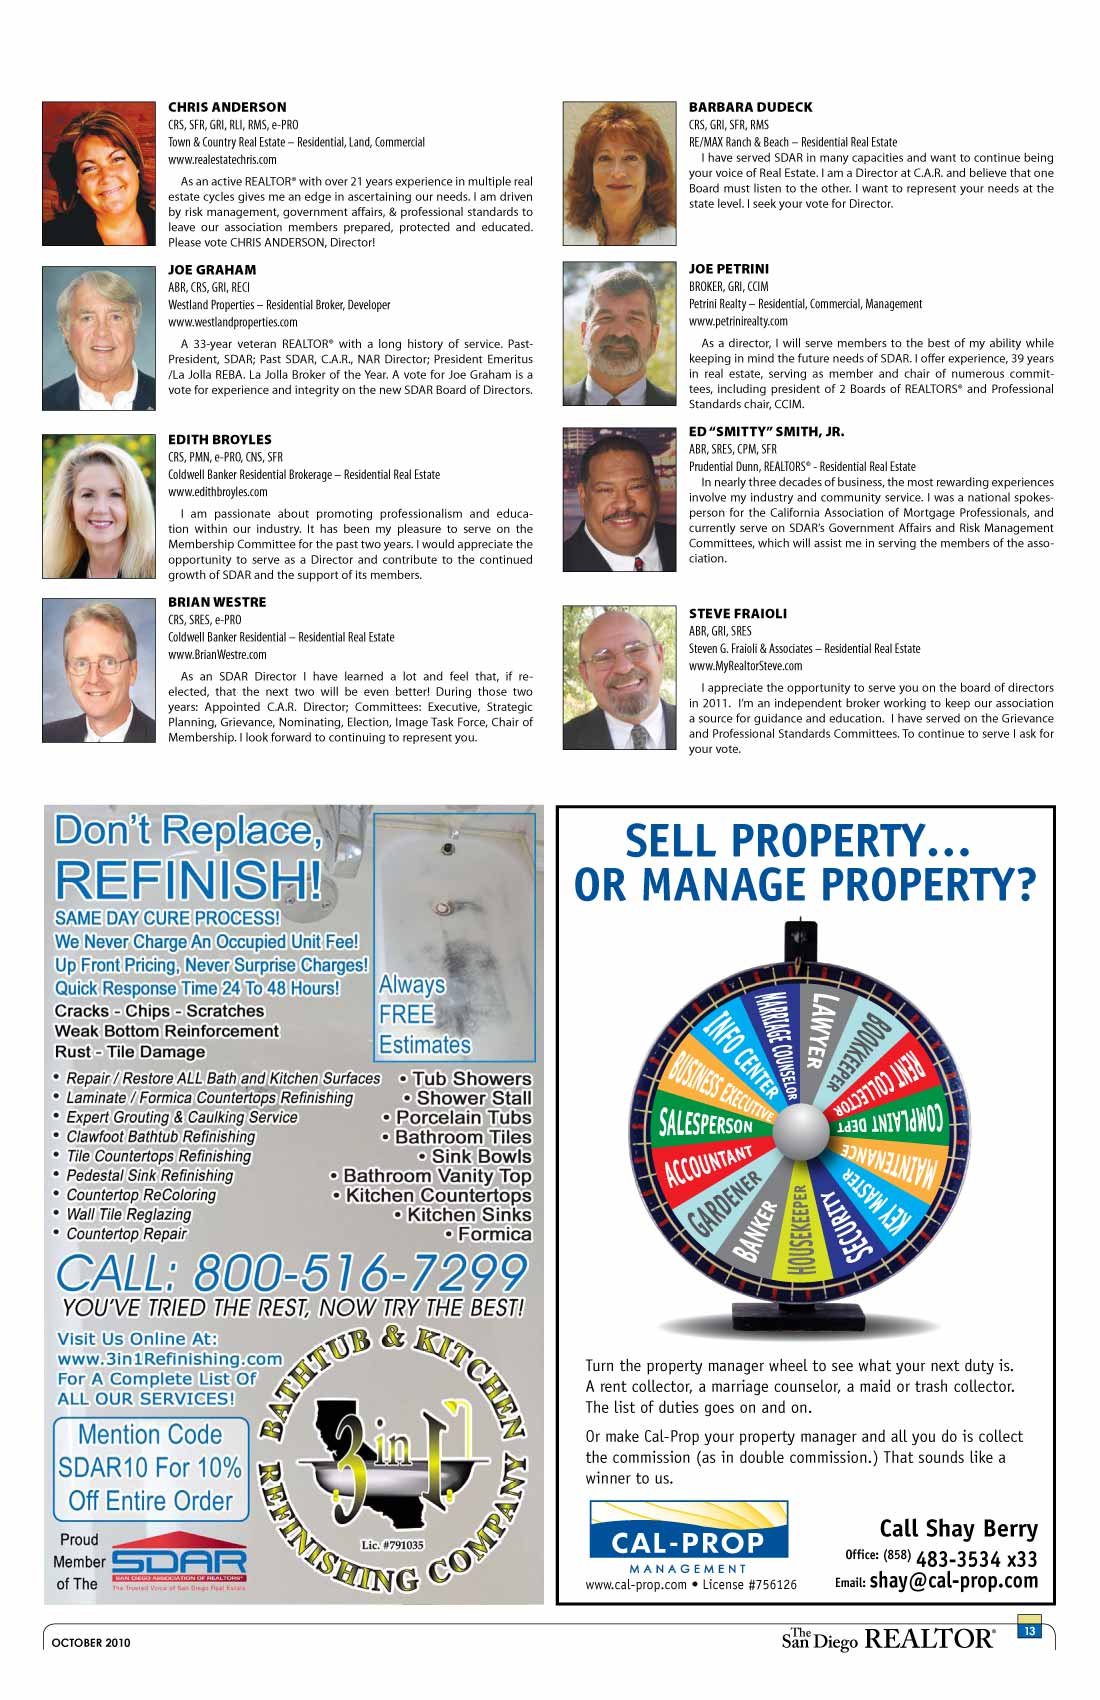 CHRIS ANDERSON
CRS, SFR, GRI, RLI, RMS, e-PRO
Town & Country Real Estate – Residential, Land, Commercial
www.realestatechris.com
As an active REALTOR® with over 21 years experience in multiple real
estate cycles gives me an edge in ascertaining our needs. I am driven
by risk management, government affairs, & professional standards to
leave our association members prepared, protected and educated.
Please vote CHRIS ANDERSON, Director!
JOE GRAHAM
ABR, CRS, GRI, RECI
Westland Properties – Residential Broker, Developer
www.westlandproperties.com
A 33-year veteran REALTOR® with a long history of service. Past-
President, SDAR; Past SDAR, C.A.R., NAR Director; President Emeritus
/La Jolla REBA. La Jolla Broker of the Year. A vote for Joe Graham is a
vote for experience and integrity on the new SDAR Board of Directors.
EDITH BROYLES
CRS, PMN, e-PRO, CNS, SFR
Coldwell Banker Residential Brokerage – Residential Real Estate
www.edithbroyles.com
I am passionate about promoting professionalism and educa-
tion within our industry. It has been my pleasure to serve on the
Membership Committee for the past two years. I would appreciate the
opportunity to serve as a Director and contribute to the continued
growth of SDAR and the support of its members.
BRIAN WESTRE
CRS, SRES, e-PRO
Coldwell Banker Residential – Residential Real Estate
www.BrianWestre.com
As an SDAR Director I have learned a lot and feel that, if re-
elected, that the next two will be even better! During those two
years: Appointed C.A.R. Director; Committees: Executive, Strategic
Planning, Grievance, Nominating, Election, Image Task Force, Chair of
Membership. I look forward to continuing to represent you.
BARBARA DUDECK
CRS, GRI, SFR, RMS
RE/MAX Ranch & Beach – Residential Real Estate
I have served SDAR in many capacities and want to continue being
your voice of Real Estate. I am a Director at C.A.R. and believe that one
Board must listen to the other. I want to represent your needs at the
state level. I seek your vote for Director.
JOE PETRINI
BROKER, GRI, CCIM
Petrini Realty – Residential, Commercial, Management
www.petrinirealty.com
As a director, I will serve members to the best of my ability while
keeping in mind the future needs of SDAR. I offer experience, 39 years
in real estate, serving as member and chair of numerous commit-
tees, including president of 2 Boards of REALTORS® and Professional
Standards chair, CCIM.
ED “SMITTY” SMITH, JR.
ABR, SRES, CPM, SFR
Prudential Dunn, REALTORS® - Residential Real Estate
In nearly three decades of business, the most rewarding experiences
involve my industry and community service. I was a national spokes-
person for the California Association of Mortgage Professionals, and
currently serve on SDAR’s Government Affairs and Risk Management
Committees, which will assist me in serving the members of the asso-
ciation.
STEVE FRAIOLI
ABR, GRI, SRES
Steven G. Fraioli & Associates – Residential Real Estate
www.MyRealtorSteve.com
I appreciate the opportunity to serve you on the board of directors
in 2011. I’m an independent broker working to keep our association
a source for guidance and education. I have served on the Grievance
and Professional Standards Committees. To continue to serve I ask for
your vote.
Don’t Replace,
REFINISH!
SAME DAY CURE PROCESS!
We Never Charge An Occupied Unit Fee!
Up Front Pricing, Never Surprise Charges!
Quick Response Time 24 To 48 Hours!
Cracks - Chips - Scratches
Weak Bottom Reinforcement
Rust - Tile Damage
Always
FREE
Estimates
• Repair / Restore ALL Bath and Kitchen Surfaces
• Laminate / Formica Countertops Refinishing
• Expert Grouting & Caulking Service
• Clawfoot Bathtub Refinishing
• Tile Countertops Refinishing
• Pedestal Sink Refinishing
• Countertop ReColoring
• Wall Tile Reglazing
• Countertop Repair
• Tub Showers
• Shower Stall
• Porcelain Tubs
• Bathroom Tiles
• Sink Bowls
• Bathroom Vanity Top
• Kitchen Countertops
• Kitchen Sinks
• Formica
CALL: 800-516-7299
YOU’VE TRIED THE REST, NOW TRY THE BEST!
Visit Us Online At:
www.3in1Refinishing.com
For A Complete List Of
ALL OUR SERVICES!
Mention Code
SDAR10 For 10%
Off Entire Order
Proud
Member
of The
SDAR
SAN DIEGO ASSOCIATION OF REALTORS®
The Trusted Voice of San Diego Real Estate
BATHTUB & KITCHEN
3 in 1
Lic. #791035
REFINISHING COMPANY
SELL PROPERTY...
OR MANAGE PROPERTY?
LAWYER
BOOKKEEPER
RENT COLLECTOR
COMPLAINT DEPT
MAINTENANCE
KEY MASTER
SECURITY
HOUSEKEEPER
BANKER
GARDENER
ACCOUNTANT
SALESPERSON
BUSINESS EXECUTIVE
INFO CENTER
MARRIAGE COUNSELOR
Turn the property manager wheel to see what your next duty is.
A rent collector, a marriage counselor, a maid or trash collector.
The list of duties goes on and on.
Or make Cal-Prop your property manager and all you do is collect
the commission (as in double commission.) That sounds like a
winner to us.
CAL-PROP
MANAGEMENT
www.cal-prop.com • License #756126
Call Shay Berry
Office: (858) 483-3534 x33
Email: shay@cal-prop.com
OCTOBER 2010
The San Diego REALTOR®
13